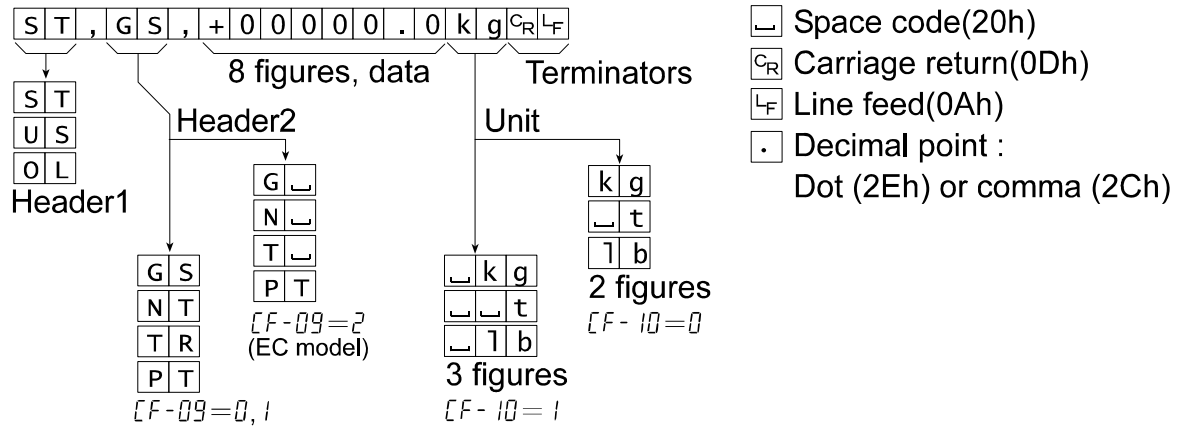 ST,GS,+00000.0kgCRLF
8 figures, data
Terminators
ST
US
OL
Header1
Header2
G␣
N␣
T␣
PT
CF-09=2
(EC model)
GS
NT
TR
PT
CF-09=0,1
Unit
kg
␣t
lb
2 figures
CF-10=0
␣kg
␣␣t
␣lb
3 figures
CF-10=1
␣ Space code(20h)
CR Carriage return(0Dh)
LF Line feed(0Ah)
. Decimal point :
Dot (2Eh) or comma (2Ch)